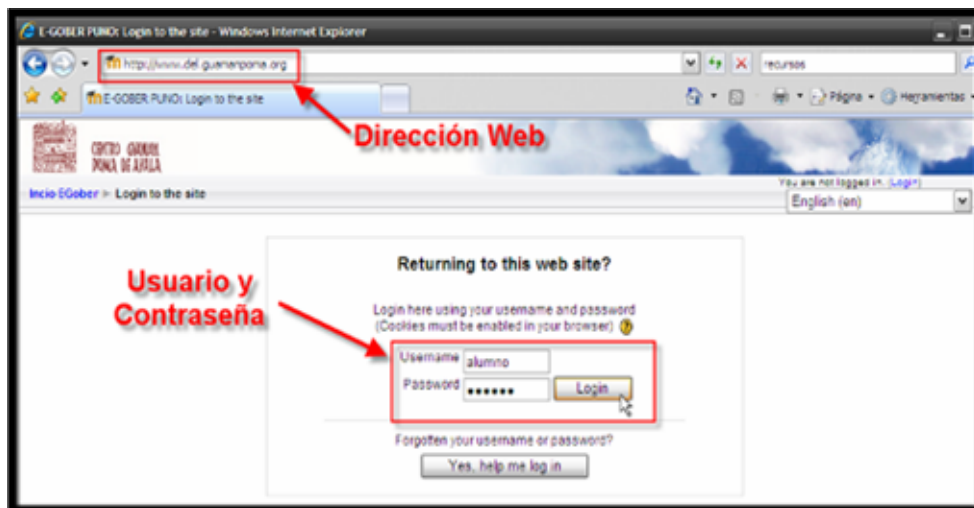 E-GOBER PUNO: Login to the site - Windows Internet Explorer
http://www.del.guamanpoma.org
recursos
E-GOBER PUNO: Login to the site
Página
Herramientas
Dirección Web
CENTRO GUAMAN
POMA DE AYALA
You are not logged in. (Login)
Incio EGober ► Login to the site
English (en)
Returning to this web site?
Usuario y
Contraseña
Login here using your username and password
(Cookies must be enabled in your browser) ?
Username alumno
Password ●●●●●● Login
Forgotten your username or password?
Yes, help me log in